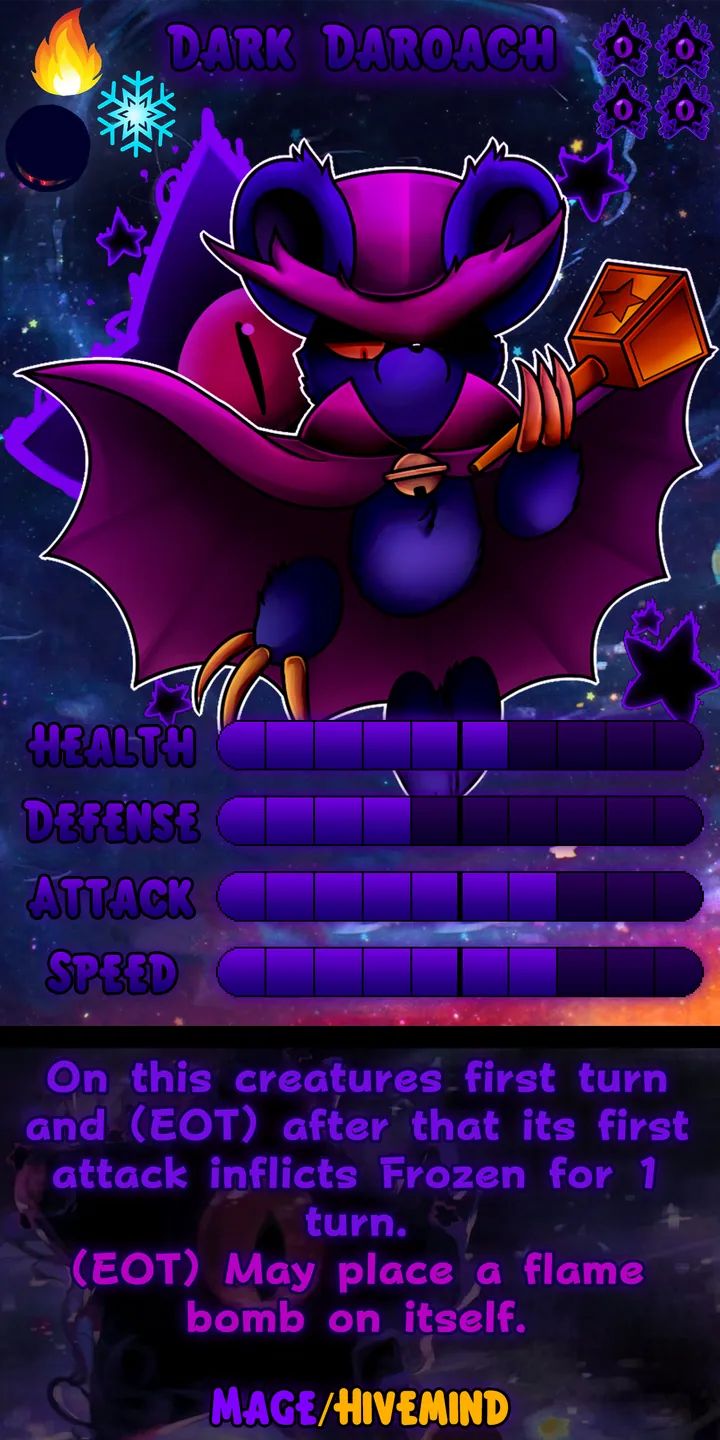 DARK DAROACH
HEALTH
DEFENSE
ATTACK
SPEED
On this creatures first turn
and (EOT) after that its first
attack inflicts Frozen for 1
turn.
(EOT) May place a flame
bomb on itself.
MAGE/HIVEMIND